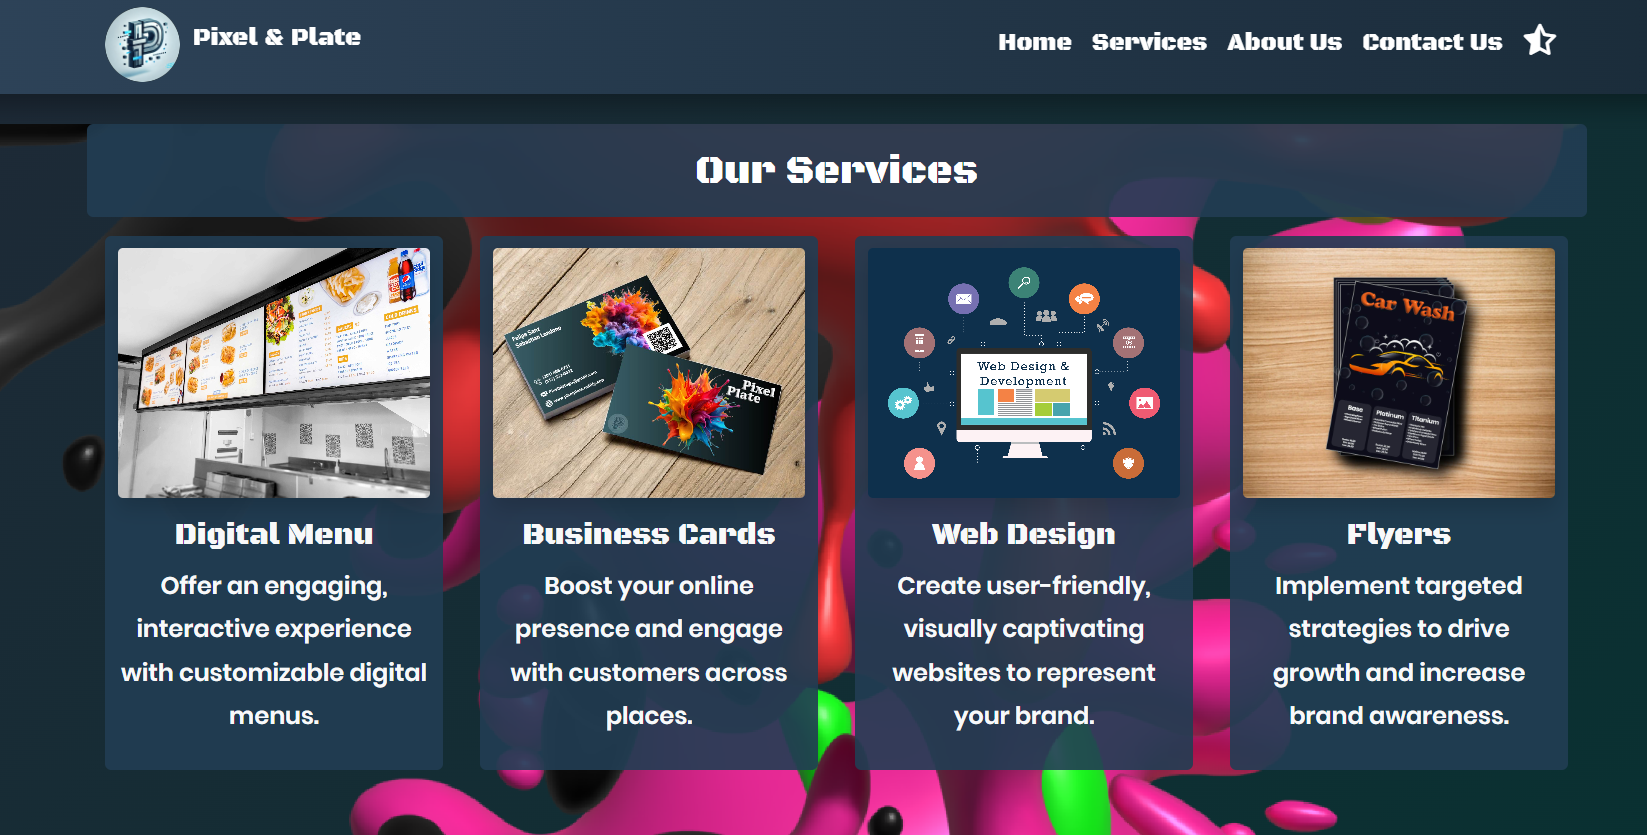 Pixel & Plate
Home Services About Us Contact Us
Our Services
Web Design &
Development
Pixel
Plate
Car Wash
Base Platinum Titanium
Digital Menu
Business Cards
Web Design
Flyers
Offer an engaging,
interactive experience
with customizable digital
menus.
Boost your online
presence and engage
with customers across
places.
Create user-friendly,
visually captivating
websites to represent
your brand.
Implement targeted
strategies to drive
growth and increase
brand awareness.